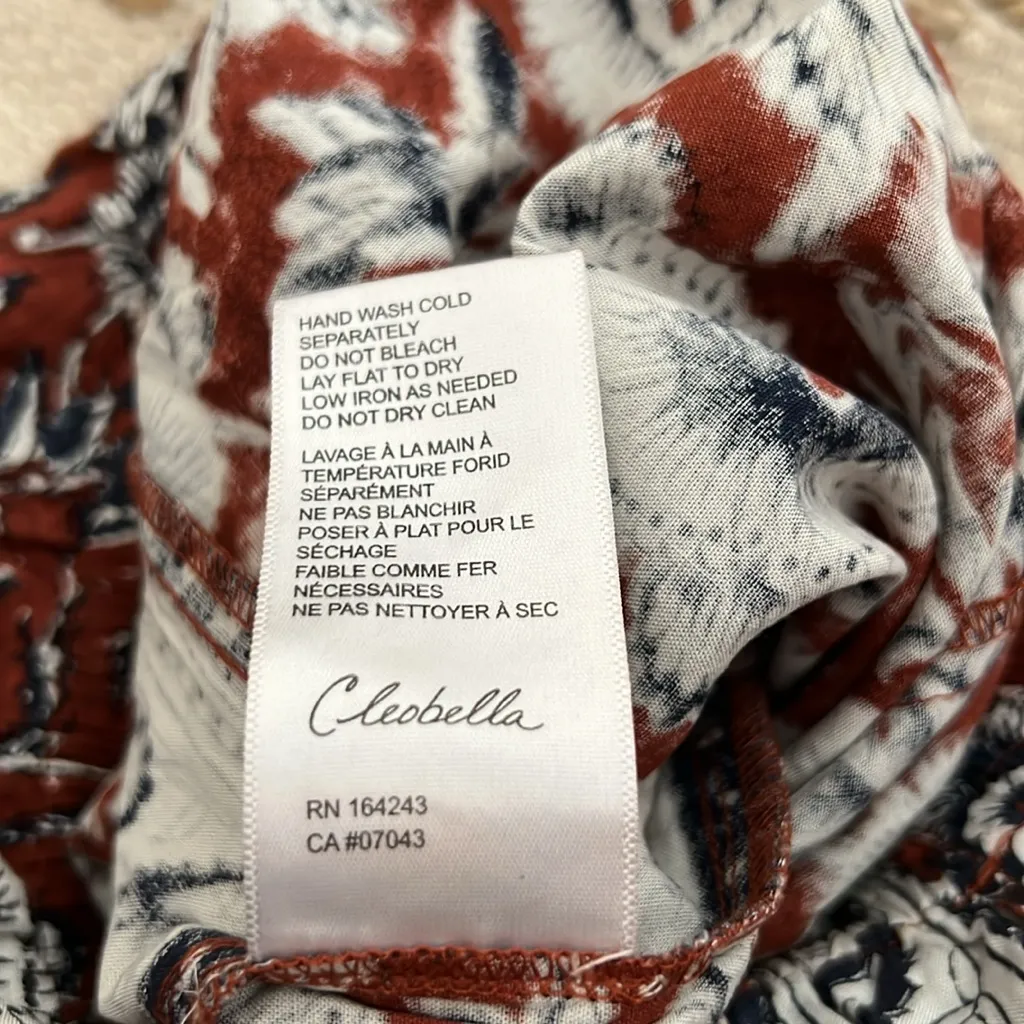 HAND WASH COLD
SEPARATELY
DO NOT BLEACH
LAY FLAT TO DRY
LOW IRON AS NEEDED
DO NOT DRY CLEAN
LAVAGE À LA MAIN À
TEMPÉRATURE FORID
SÉPARÉMENT
NE PAS BLANCHIR
POSER À PLAT POUR LE
SÉCHAGE
FAIBLE COMME FER
NÉCESSAIRES
NE PAS NETTOYER À SEC
Cleobella
RN 164243
CA #07043